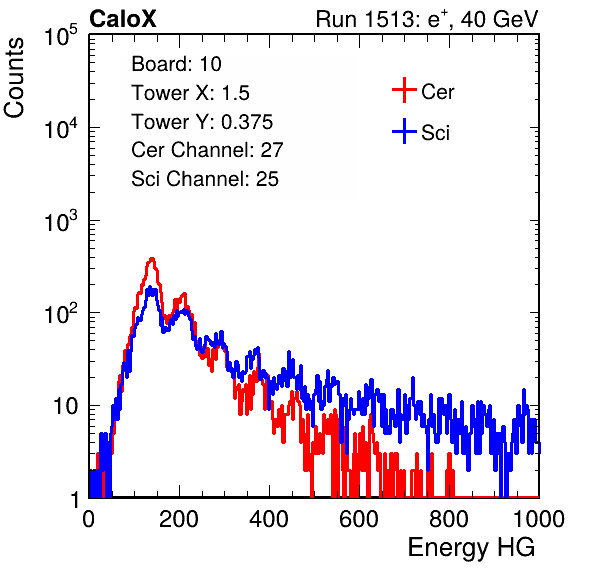 CaloX Run 1513: e⁺, 40 GeV
Counts
Board: 10
Tower X: 1.5
Tower Y: 0.375
Cer Channel: 27
Sci Channel: 25
Cer
Sci
10⁵
10⁴
10³
10²
10
1
0 200 400 600 800 1000
Energy HG